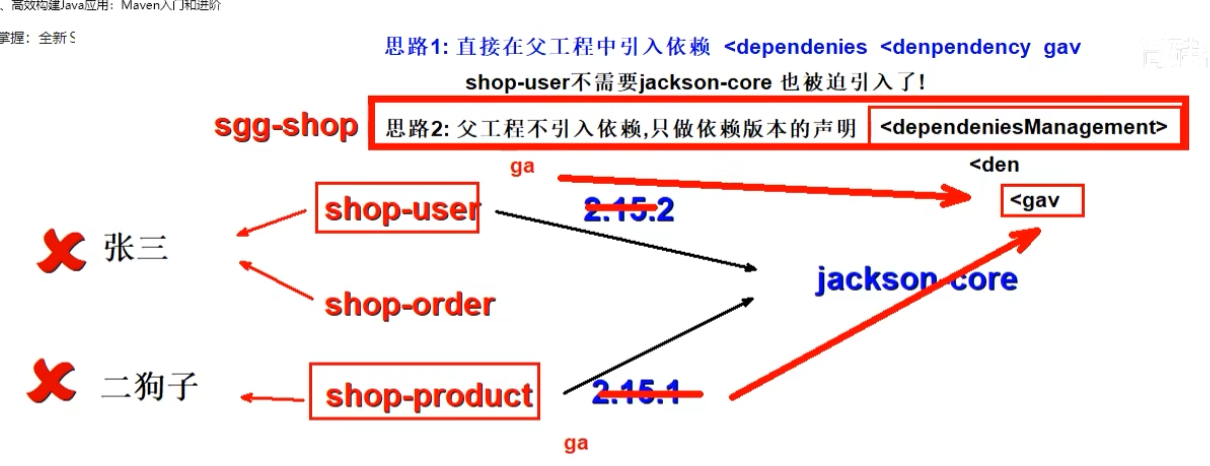 、高效构建Java应用：Maven入门和进阶
掌握：全新S
思路1: 直接在父工程中引入依赖 <dependenies <denpendency gav
shop-user不需要jackson-core 也被迫引入了!
sgg-shop
思路2: 父工程不引入依赖,只做依赖版本的声明 <dependeniesManagement>
<den
ga
<gav
shop-user
2.15.2
张三
jackson-core
shop-order
二狗子
shop-product
2.15.1
ga